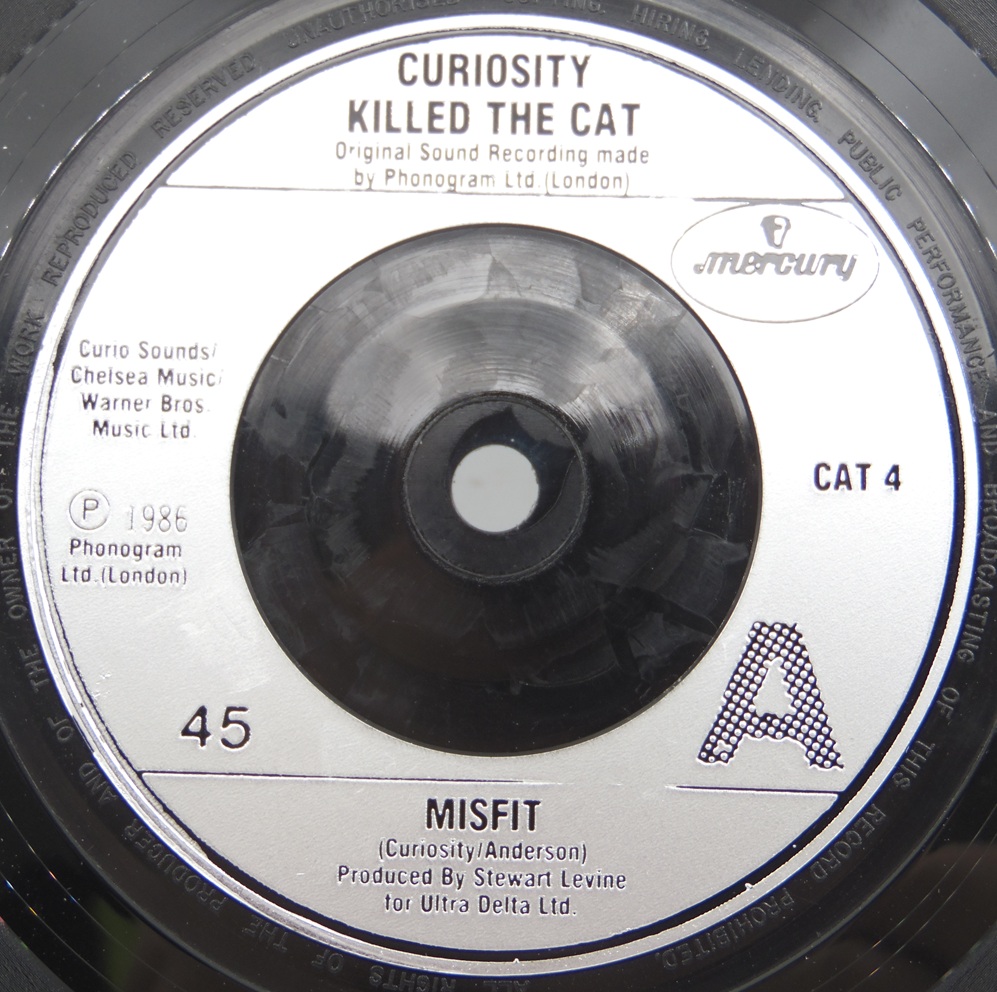 CURIOSITY
KILLED THE CAT
Original Sound Recording made
by Phonogram Ltd.(London)
mercury
Curio Sounds/
Chelsea Music/
Warner Bros.
Music Ltd.
CAT 4
℗ 1986
Phonogram
Ltd.(London)
45
A
MISFIT
(Curiosity/Anderson)
Produced By Stewart Levine
for Ultra Delta Ltd.
ALL RIGHTS OF THE PRODUCER AND OF THE OWNER OF THE WORK REPRODUCED RESERVED UNAUTHORISED COPYING. HIRING. LENDING. PUBLIC PERFORMANCE AND BROADCASTING OF THIS RECORD PROHIBITED.